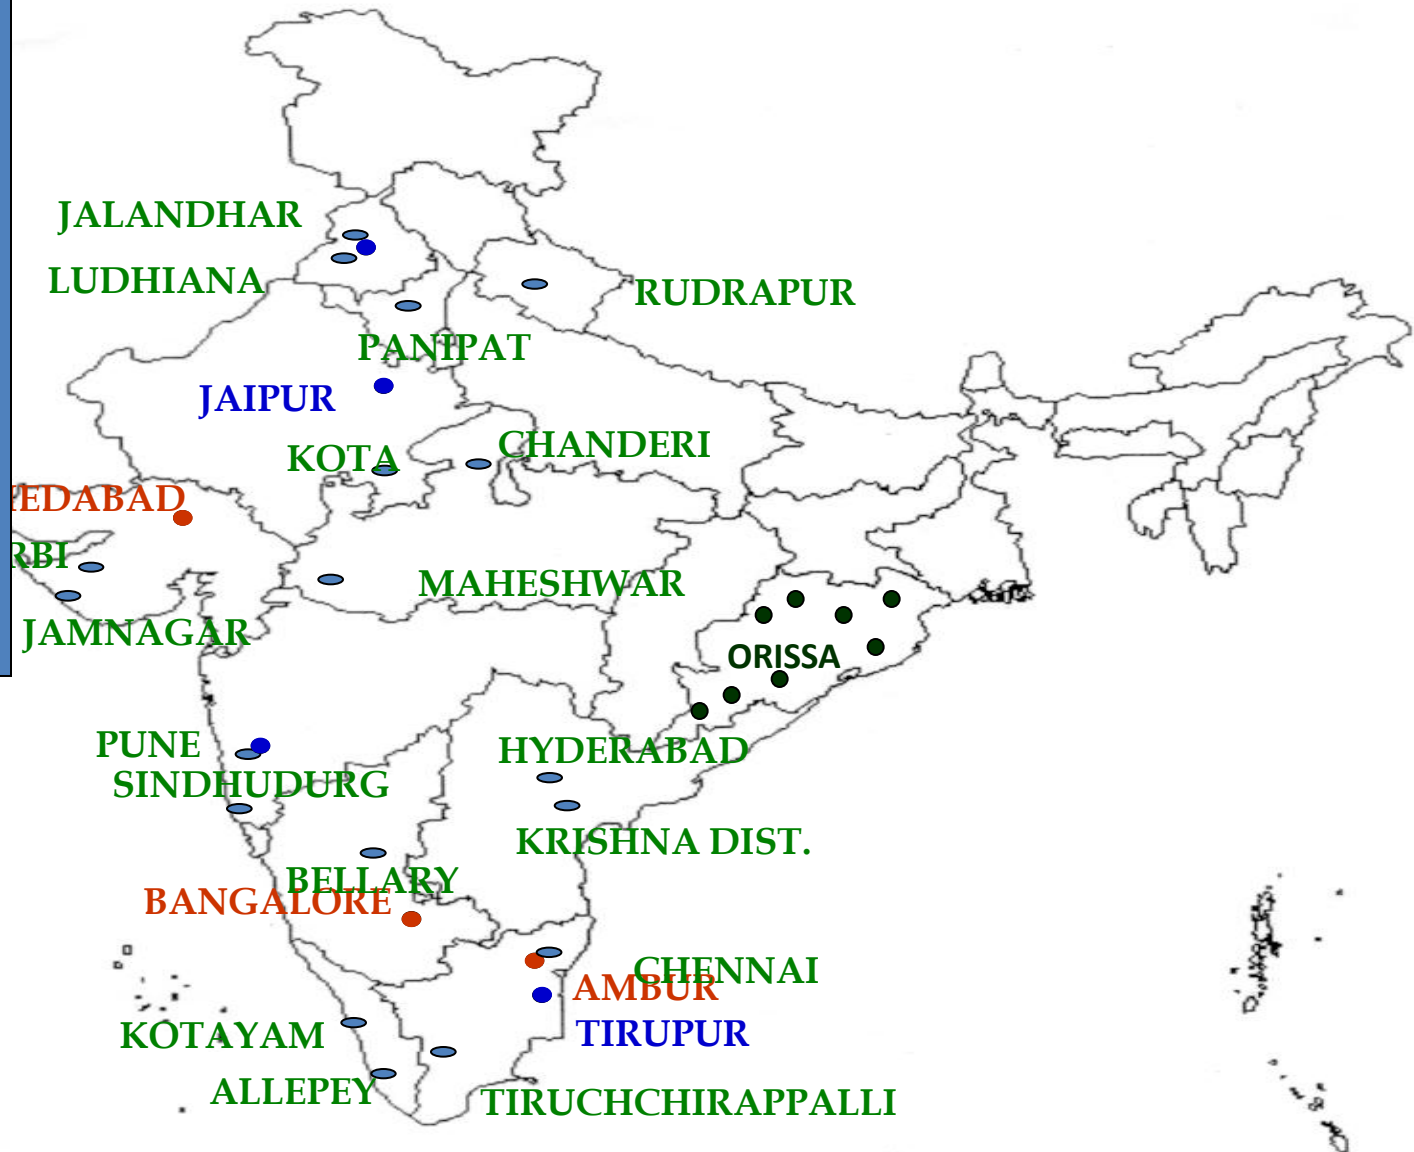 JALANDHAR
LUDHIANA
RUDRAPUR
PANIPAT
JAIPUR
CHANDERI
KOTA
EDABAD
RBI
MAHESHWAR
JAMNAGAR
ORISSA
PUNE
HYDERABAD
SINDHUDURG
KRISHNA DIST.
BELLARY
BANGALORE
CHENNAI
AMBUR
TIRUPUR
KOTAYAM
ALLEPEY
TIRUCHCHIRAPPALLI